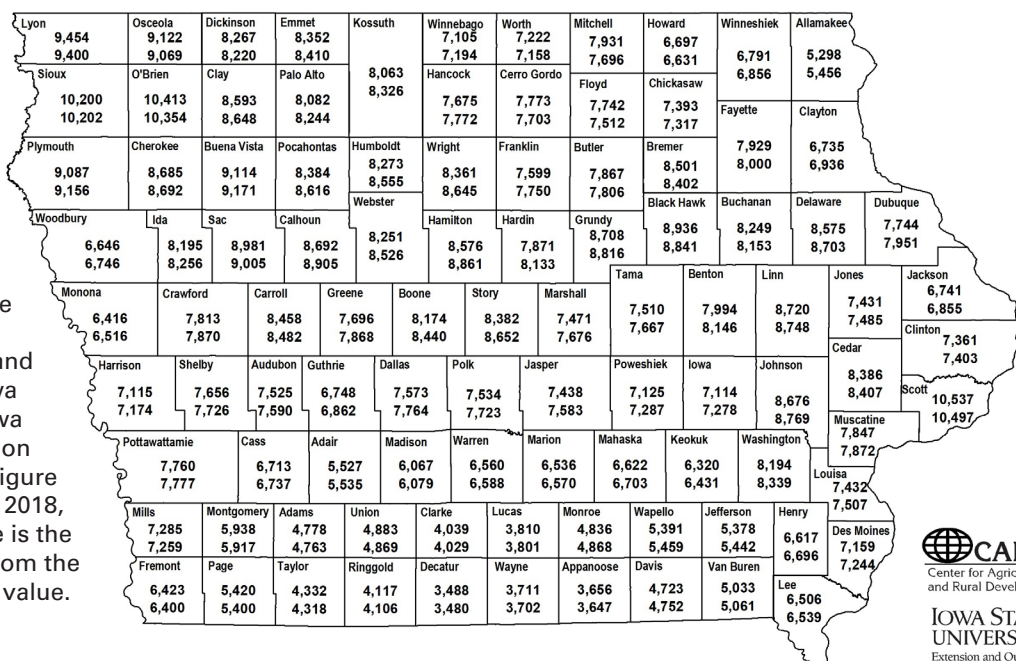 Lyon
9,454
9,400
Osceola
9,122
9,069
Dickinson
8,267
8,220
Emmet
8,352
8,410
Kossuth
8,063
8,326
Winnebago
7,105
7,194
Worth
7,222
7,158
Mitchell
7,931
7,696
Howard
6,697
6,631
Winneshiek
6,791
6,856
Allamakee
5,298
5,456
Sioux
10,200
10,202
O'Brien
10,413
10,354
Clay
8,593
8,648
Palo Alto
8,082
8,244
Hancock
7,675
7,772
Cerro Gordo
7,773
7,703
Floyd
7,742
7,512
Chickasaw
7,393
7,317
Fayette
7,929
8,000
Clayton
6,735
6,936
Plymouth
9,087
9,156
Cherokee
8,685
8,692
Buena Vista
9,114
9,171
Pocahontas
8,384
8,616
Humboldt
8,273
8,555
Wright
8,361
8,645
Franklin
7,599
7,750
Butler
7,867
7,806
Bremer
8,501
8,402
Woodbury
6,646
6,746
Ida
8,195
8,256
Sac
8,981
9,005
Calhoun
8,692
8,905
Webster
8,251
8,526
Hamilton
8,576
8,861
Hardin
7,871
8,133
Grundy
8,708
8,816
Black Hawk
8,936
8,841
Buchanan
8,249
8,153
Delaware
8,575
8,703
Dubuque
7,744
7,951
Monona
6,416
6,516
Crawford
7,813
7,870
Carroll
8,458
8,482
Greene
7,696
7,868
Boone
8,174
8,440
Story
8,382
8,652
Marshall
7,471
7,676
Tama
7,510
7,667
Benton
7,994
8,146
Linn
8,720
8,748
Jones
7,431
7,485
Jackson
6,741
6,855
Clinton
7,361
7,403
Harrison
7,115
7,174
Shelby
7,656
7,726
Audubon
7,525
7,590
Guthrie
6,748
6,862
Dallas
7,573
7,764
Polk
7,534
7,723
Jasper
7,438
7,583
Poweshiek
7,125
7,287
Iowa
7,114
7,278
Johnson
8,676
8,769
Cedar
8,386
8,407
Scott
10,537
10,497
Muscatine
7,847
7,872
Pottawattamie
7,760
7,777
Cass
6,713
6,737
Adair
5,527
5,535
Madison
6,067
6,079
Warren
6,560
6,588
Marion
6,536
6,570
Mahaska
6,622
6,703
Keokuk
6,320
6,431
Washington
8,194
8,339
Louisa
7,432
7,507
Mills
7,285
7,259
Montgomery
5,938
5,917
Adams
4,778
4,763
Union
4,883
4,869
Clarke
4,039
4,029
Lucas
3,810
3,801
Monroe
4,836
4,868
Wapello
5,391
5,459
Jefferson
5,378
5,442
Henry
6,617
6,696
Des Moines
7,159
7,244
Fremont
6,423
6,400
Page
5,420
5,400
Taylor
4,332
4,318
Ringgold
4,117
4,106
Decatur
3,488
3,480
Wayne
3,711
3,702
Appanoose
3,656
3,647
Davis
4,723
4,752
Van Buren
5,033
5,061
Lee
6,506
6,539
e
nd
va
va
on
igure
2018,
e is the
om the
value.
CA
Center for Agric
and Rural Devel
IOWA STA
UNIVERS
Extension and Ou